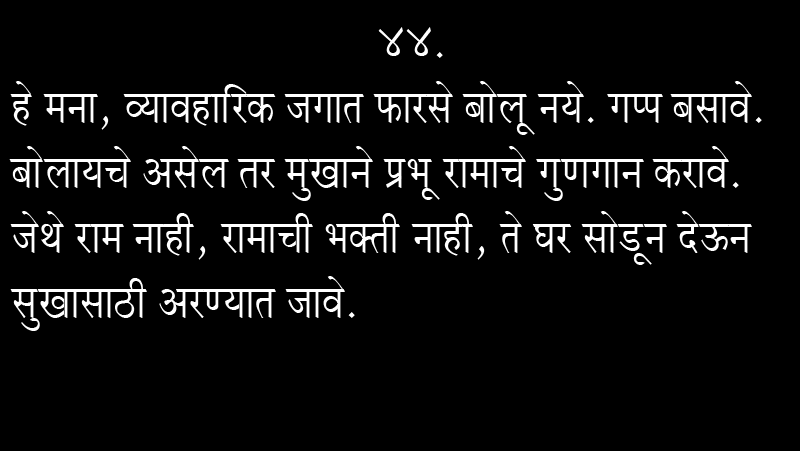 ४४.
हे मना, व्यावहारिक जगात फारसे बोलू नये. गप्प बसावे.
बोलायचे असेल तर मुखाने प्रभू रामाचे गुणगान करावे.
जेथे राम नाही, रामाची भक्ती नाही, ते घर सोडून देऊन
सुखासाठी अरण्यात जावे.